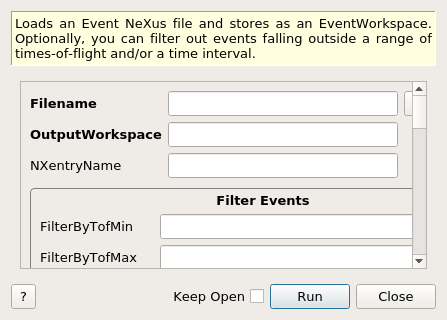 Loads an Event NeXus file and stores as an EventWorkspace.
Optionally, you can filter out events falling outside a range of
times-of-flight and/or a time interval.
Filename
OutputWorkspace
NXentryName
Filter Events
FilterByTofMin
FilterByTofMax
? Keep Open Run Close